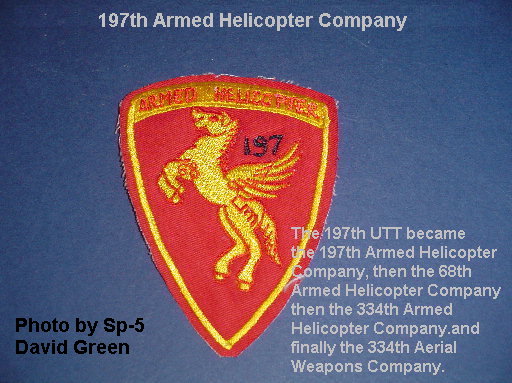 197th Armed Helicopter Company
ARMED HELICOPTER
197
The 197th UTT became
the 197th Armed Helicopter
Company, then the 68th
Armed Helicopter Company
then the 334th Armed
Helicopter Company.and
finally the 334th Aerial
Weapons Company.
Photo by Sp-5
David Green